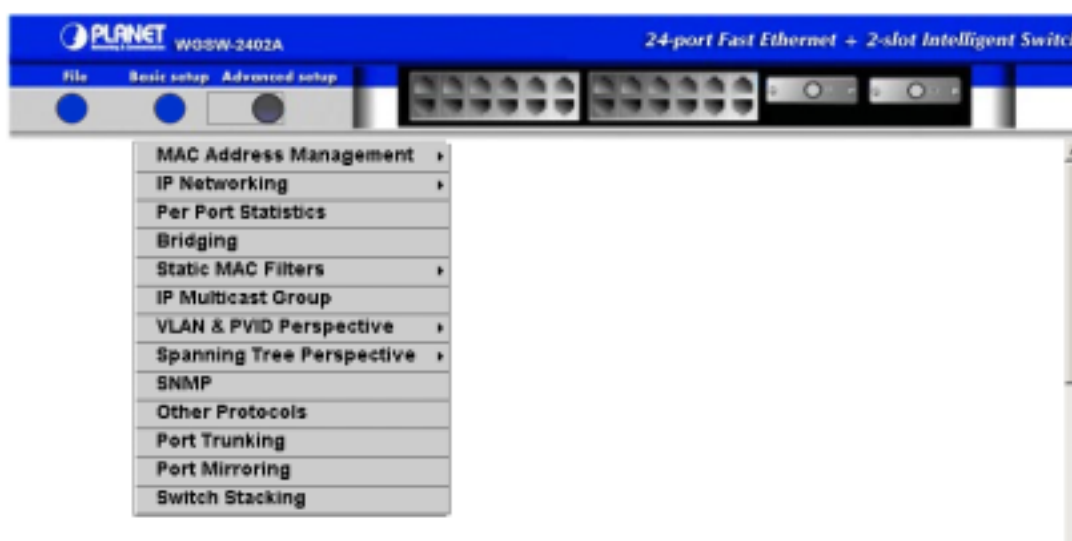 PLANET WGSW-2402A
24-port Fast Ethernet + 2-slot Intelligent Switc
File Basic setup Advanced setup
MAC Address Management
IP Networking
Per Port Statistics
Bridging
Static MAC Filters
IP Multicast Group
VLAN & PVID Perspective
Spanning Tree Perspective
SNMP
Other Protocols
Port Trunking
Port Mirroring
Switch Stacking